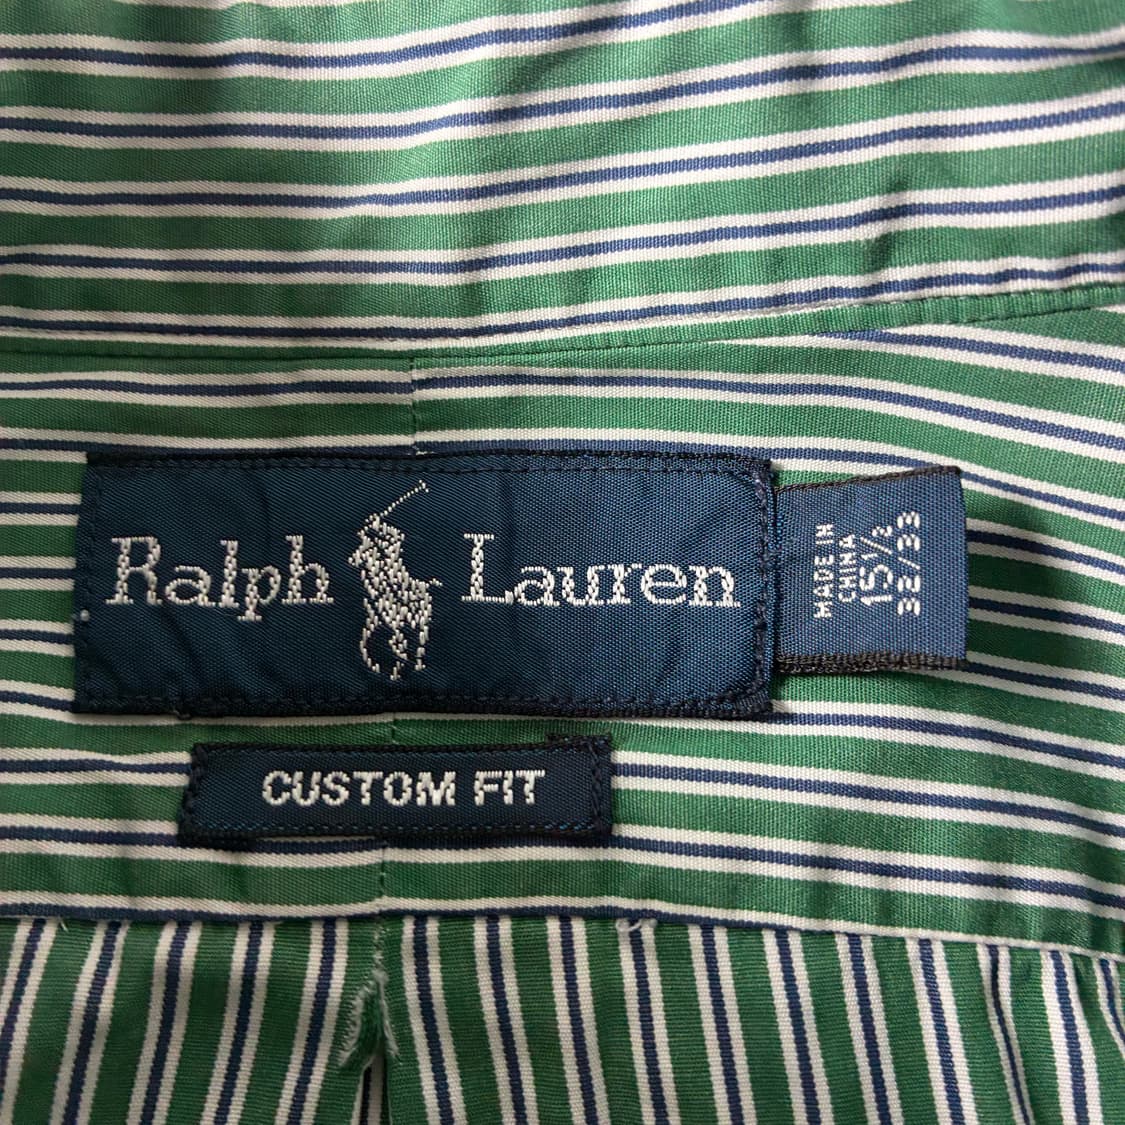 Ralph Lauren
MADE IN
CHINA
15½
32/33
CUSTOM FIT